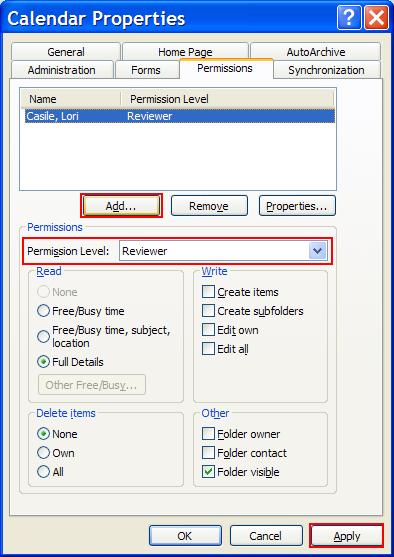 Calendar Properties
General Home Page AutoArchive
Administration Forms Permissions Synchronization
Name Permission Level
Casile, Lori Reviewer
Add... Remove Properties...
Permissions
Permission Level: Reviewer
Read Write
None Create items
Free/Busy time Create subfolders
Free/Busy time, subject, Edit own
location Edit all
Full Details
Other Free/Busy...
Delete items Other
None Folder owner
Own Folder contact
All Folder visible
OK Cancel Apply